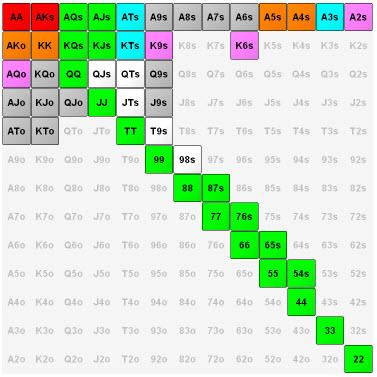 AA AKs AQs AJs ATs A9s A8s A7s A6s A5s A4s A3s A2s
AKo KK KQs KJs KTs K9s K8s K7s K6s K5s K4s K3s K2s
AQo KQo QQ QJs QTs Q9s Q8s Q7s Q6s Q5s Q4s Q3s Q2s
AJo KJo QJo JJ JTs J9s J8s J7s J6s J5s J4s J3s J2s
ATo KTo QTo JTo TT T9s T8s T7s T6s T5s T4s T3s T2s
A9o K9o Q9o J9o T9o 99 98s 97s 96s 95s 94s 93s 92s
A8o K8o Q8o J8o T8o 98o 88 87s 86s 85s 84s 83s 82s
A7o K7o Q7o J7o T7o 97o 87o 77 76s 75s 74s 73s 72s
A6o K6o Q6o J6o T6o 96o 86o 76o 66 65s 64s 63s 62s
A5o K5o Q5o J5o T5o 95o 85o 75o 65o 55 54s 53s 52s
A4o K4o Q4o J4o T4o 94o 84o 74o 64o 54o 44 43s 42s
A3o K3o Q3o J3o T3o 93o 83o 73o 63o 53o 43o 33 32s
A2o K2o Q2o J2o T2o 92o 82o 72o 62o 52o 42o 32o 22